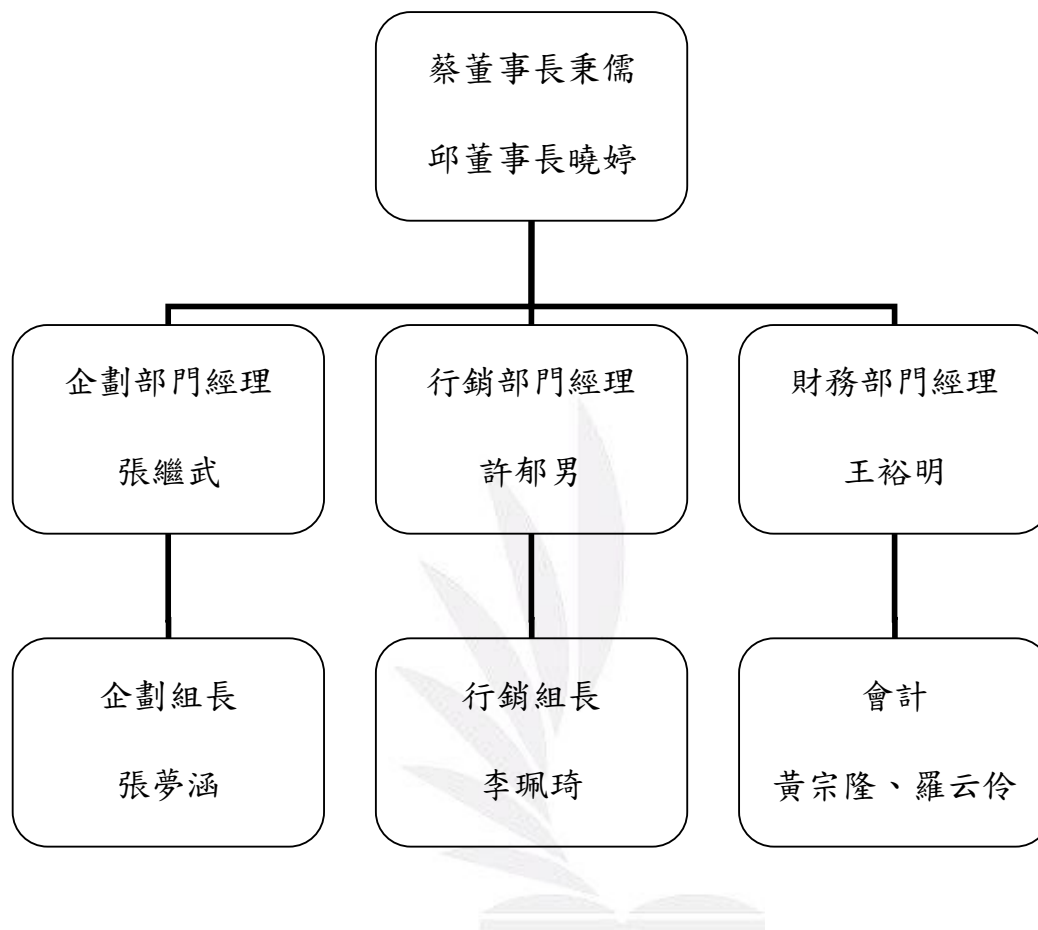 蔡董事長秉儒
邱董事長曉婷
企劃部門經理
張繼武
行銷部門經理
許郁男
財務部門經理
王裕明
企劃組長
張夢涵
行銷組長
李珮琦
會計
黃宗隆、羅云伶